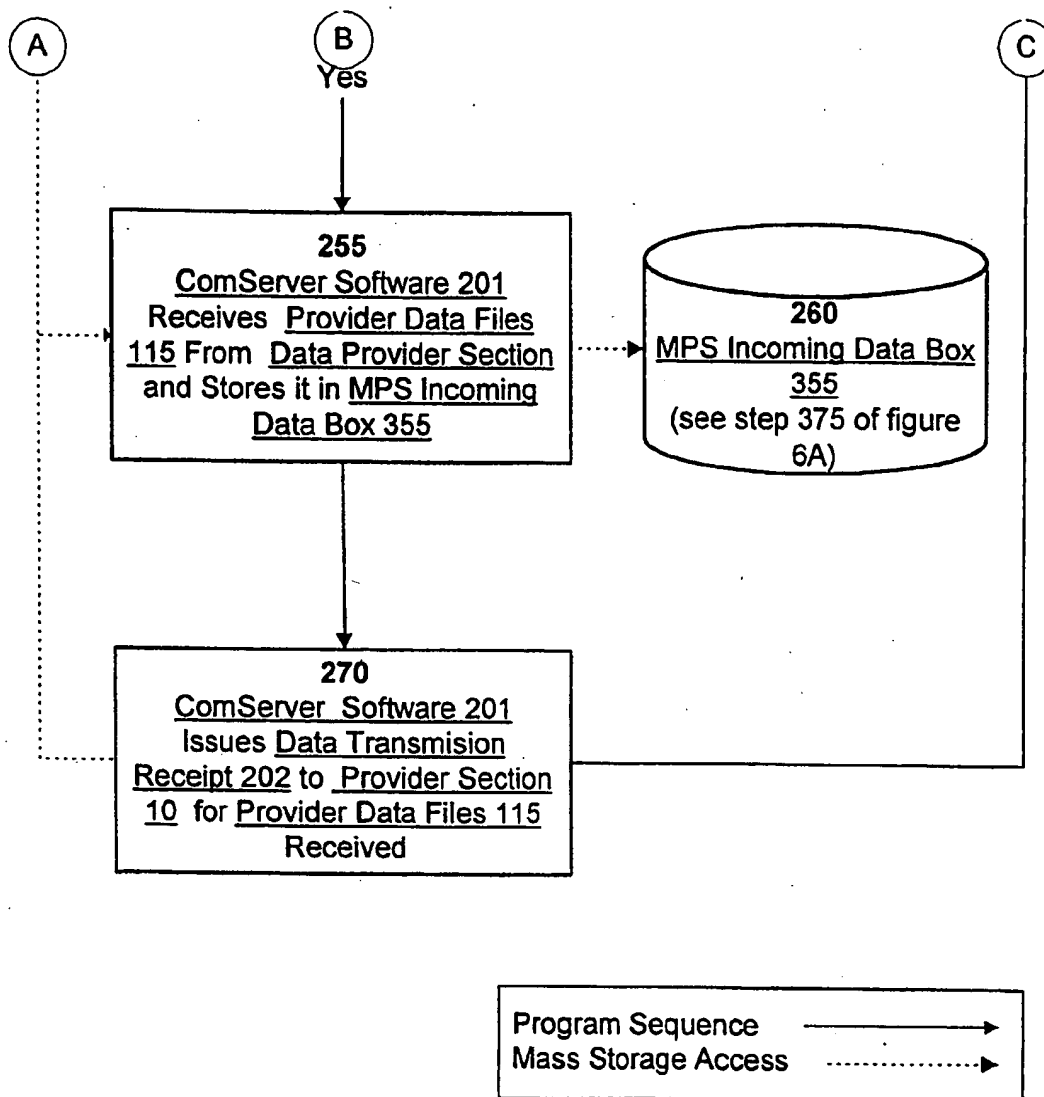 A
B
C
Yes
255
ComServer Software 201
Receives Provider Data Files
115 From Data Provider Section
and Stores it in MPS Incoming
Data Box 355
260
MPS Incoming Data Box
355
(see step 375 of figure
6A)
270
ComServer Software 201
Issues Data Transmision
Receipt 202 to Provider Section
10 for Provider Data Files 115
Received
Program Sequence
Mass Storage Access